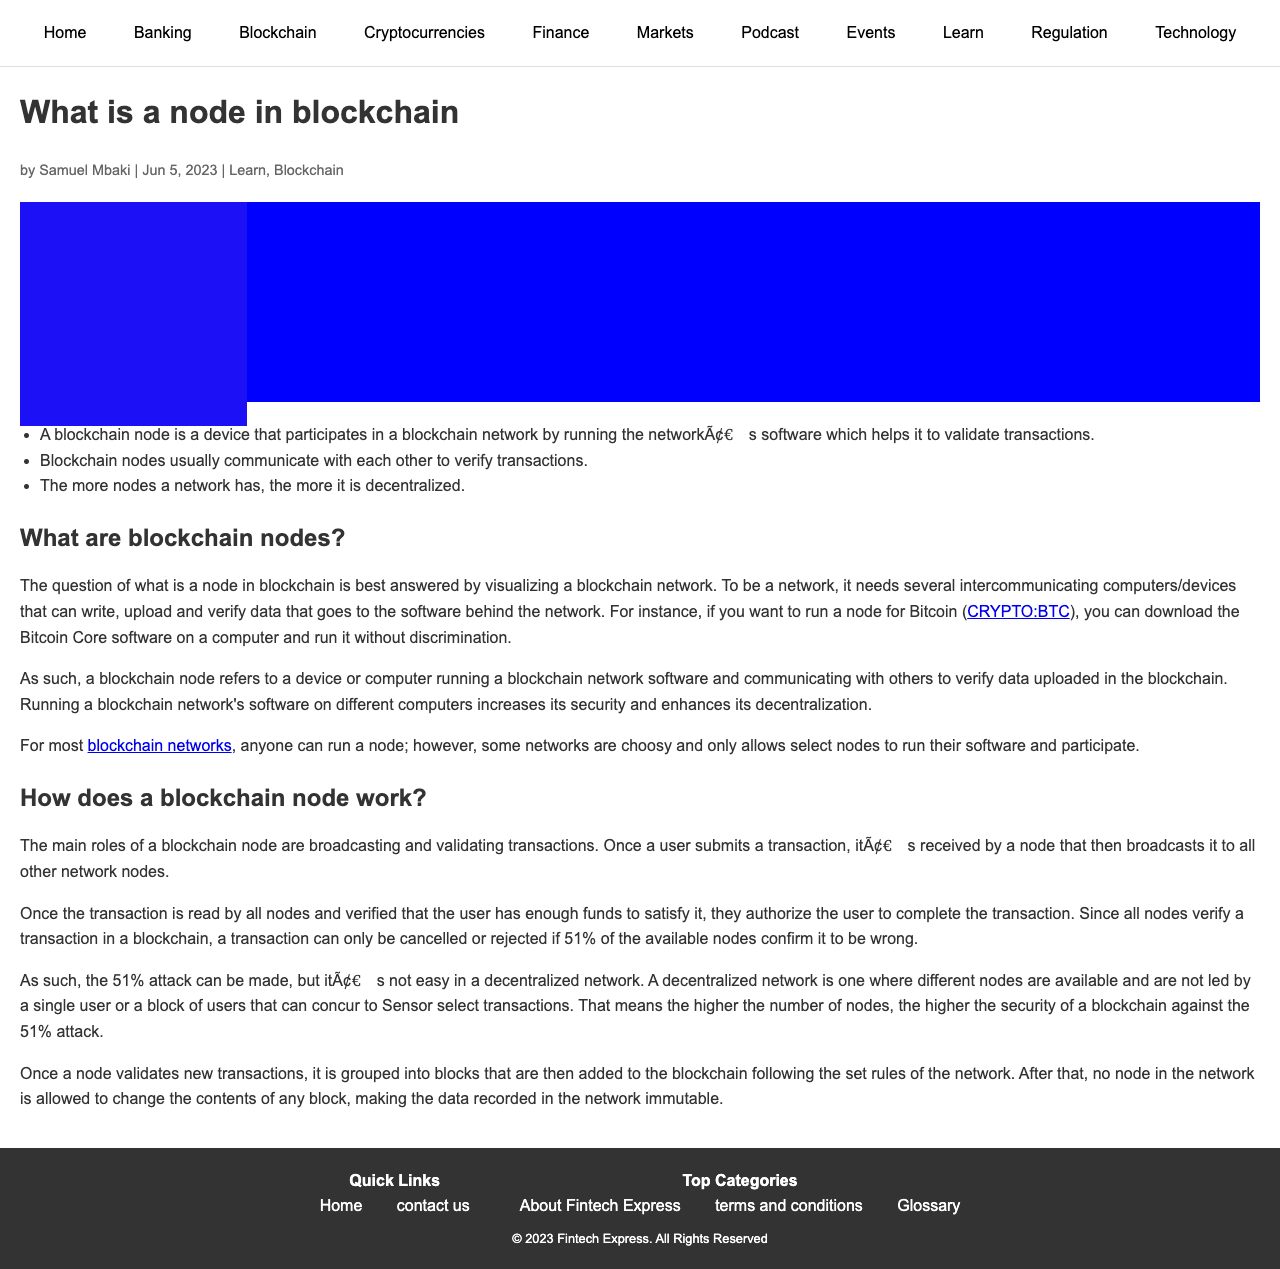 Home Banking Blockchain Cryptocurrencies Finance Markets Podcast Events Learn Regulation Technology
What is a node in blockchain
by Samuel Mbaki | Jun 5, 2023 | Learn, Blockchain
• A blockchain node is a device that participates in a blockchain network by running the networkÃ¢€ s software which helps it to validate transactions.
• Blockchain nodes usually communicate with each other to verify transactions.
• The more nodes a network has, the more it is decentralized.
What are blockchain nodes?
The question of what is a node in blockchain is best answered by visualizing a blockchain network. To be a network, it needs several intercommunicating computers/devices
that can write, upload and verify data that goes to the software behind the network. For instance, if you want to run a node for Bitcoin (CRYPTO:BTC), you can download the
Bitcoin Core software on a computer and run it without discrimination.
As such, a blockchain node refers to a device or computer running a blockchain network software and communicating with others to verify data uploaded in the blockchain.
Running a blockchain network's software on different computers increases its security and enhances its decentralization.
For most blockchain networks, anyone can run a node; however, some networks are choosy and only allows select nodes to run their software and participate.
How does a blockchain node work?
The main roles of a blockchain node are broadcasting and validating transactions. Once a user submits a transaction, itÃ¢€ s received by a node that then broadcasts it to all
other network nodes.
Once the transaction is read by all nodes and verified that the user has enough funds to satisfy it, they authorize the user to complete the transaction. Since all nodes verify a
transaction in a blockchain, a transaction can only be cancelled or rejected if 51% of the available nodes confirm it to be wrong.
As such, the 51% attack can be made, but itÃ¢€ s not easy in a decentralized network. A decentralized network is one where different nodes are available and are not led by
a single user or a block of users that can concur to Sensor select transactions. That means the higher the number of nodes, the higher the security of a blockchain against the
51% attack.
Once a node validates new transactions, it is grouped into blocks that are then added to the blockchain following the set rules of the network. After that, no node in the network
is allowed to change the contents of any block, making the data recorded in the network immutable.
Quick Links Top Categories
Home contact us About Fintech Express terms and conditions Glossary
© 2023 Fintech Express. All Rights Reserved